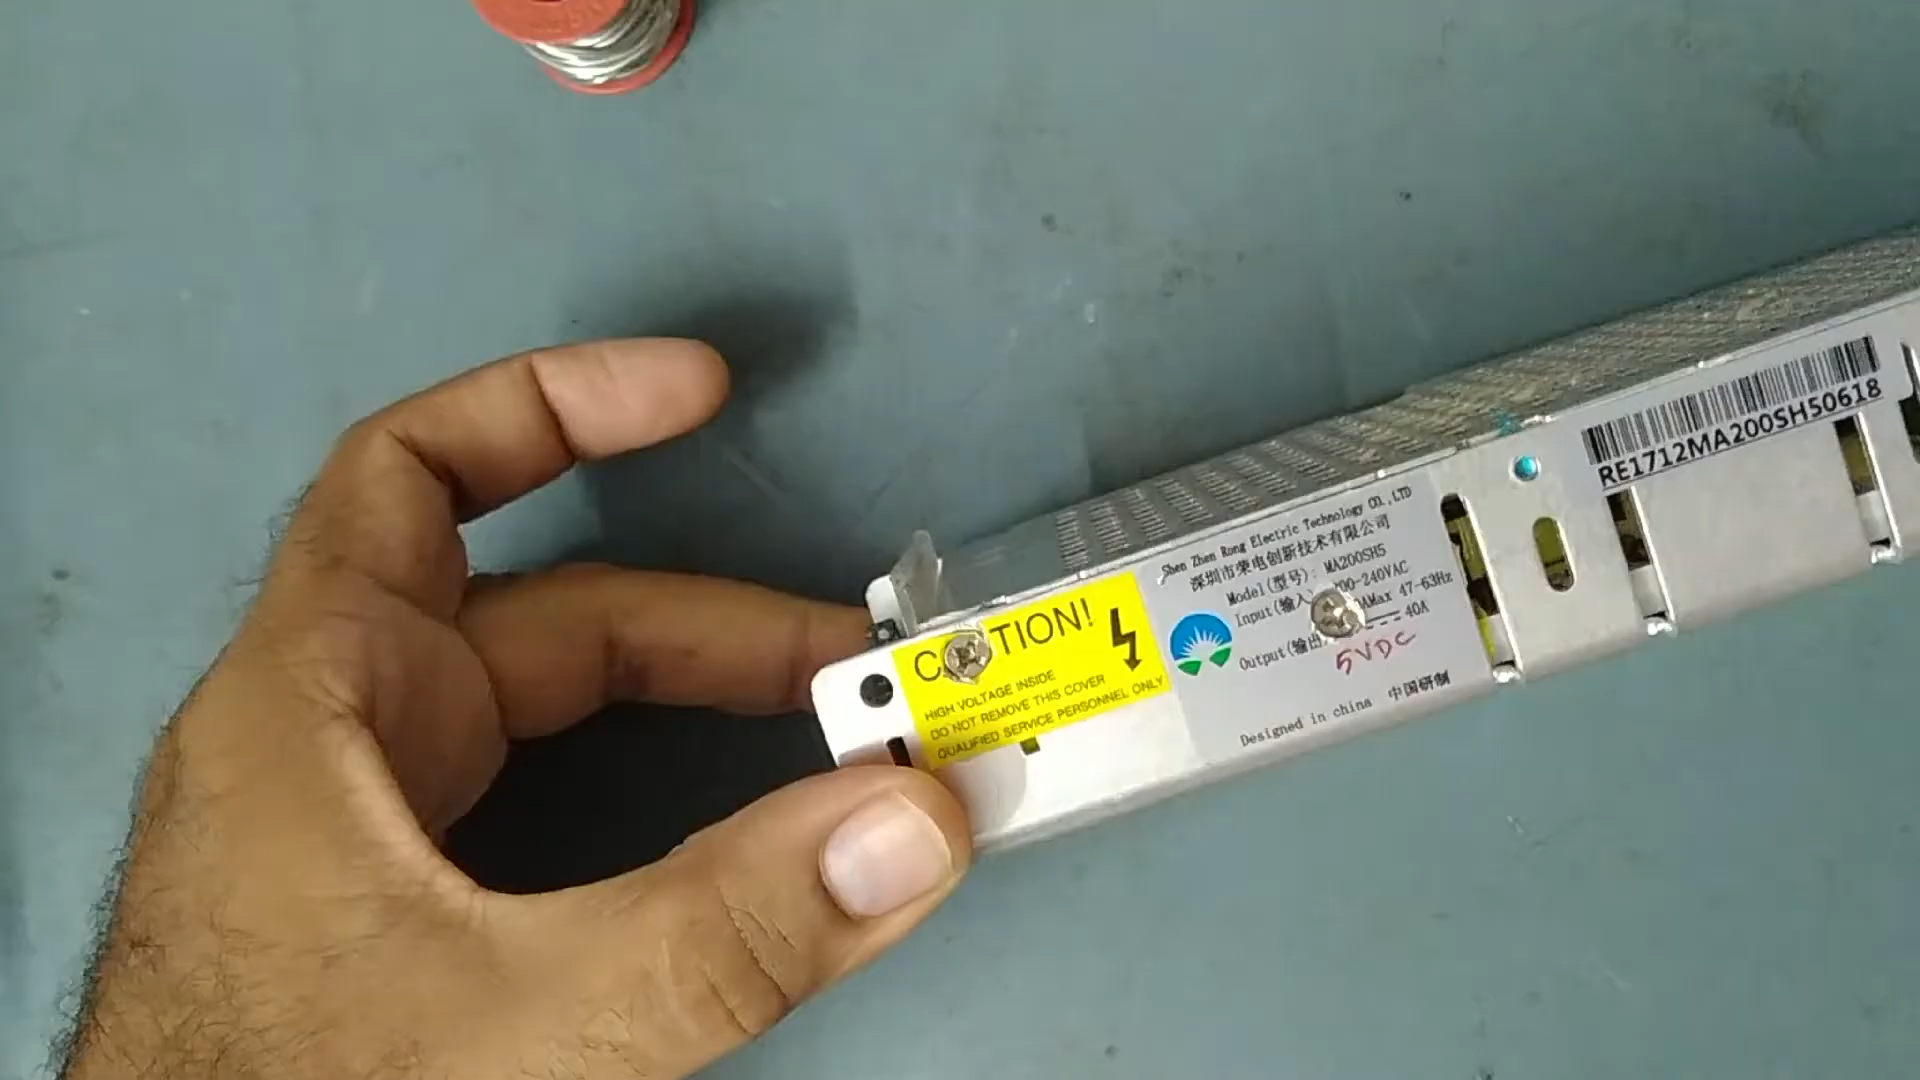 CAUTION!
HIGH VOLTAGE INSIDE
DO NOT REMOVE THIS COVER
QUALIFIED SERVICE PERSONNEL ONLY
Shen Zhen Rong Electric Technology CO.,LTD
深圳市荣电创新技术有限公司
Model(型号): MA200SH5
Input(输入) 200-240VAC
AMax 47-63Hz
Output(输出) 40A
5VDC
Designed in china 中国研制
RE1712MA200SH50618